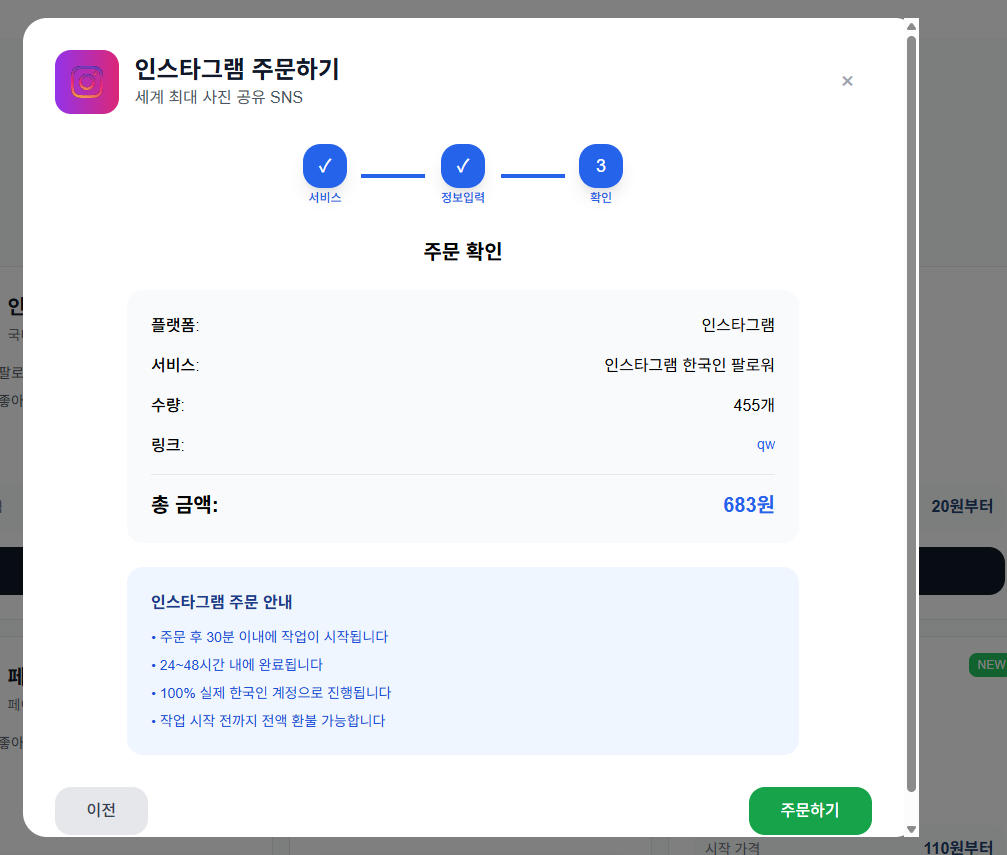 인스타그램 주문하기
세계 최대 사진 공유 SNS
×
✓
✓
3
서비스
정보입력
확인
주문 확인
플랫폼: 인스타그램
서비스: 인스타그램 한국인 팔로워
수량: 455개
링크: qw
총 금액: 683원
인스타그램 주문 안내
• 주문 후 30분 이내에 작업이 시작됩니다
• 24~48시간 내에 완료됩니다
• 100% 실제 한국인 계정으로 진행됩니다
• 작업 시작 전까지 전액 환불 가능합니다
이전
주문하기
팔로
좋아
20원부터
NEW
좋아
시작 가격
110원부터